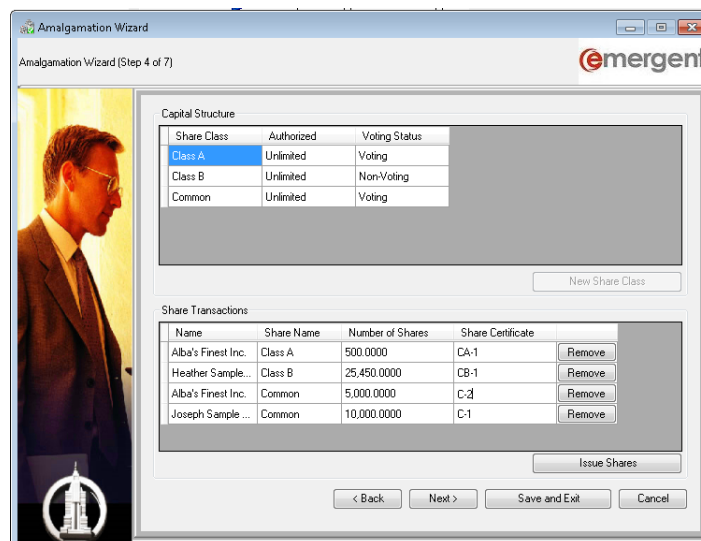 Amalgamation Wizard
Amalgamation Wizard (Step 4 of 7)
emergent
Capital Structure
Share Class Authorized Voting Status
Class A Unlimited Voting
Class B Unlimited Non-Voting
Common Unlimited Voting
New Share Class
Share Transactions
Name Share Name Number of Shares Share Certificate
Alba's Finest Inc. Class A 500.0000 CA-1 Remove
Heather Sample... Class B 25,450.0000 CB-1 Remove
Alba's Finest Inc. Common 5,000.0000 C-2 Remove
Joseph Sample ... Common 10,000.0000 C-1 Remove
Issue Shares
< Back Next > Save and Exit Cancel